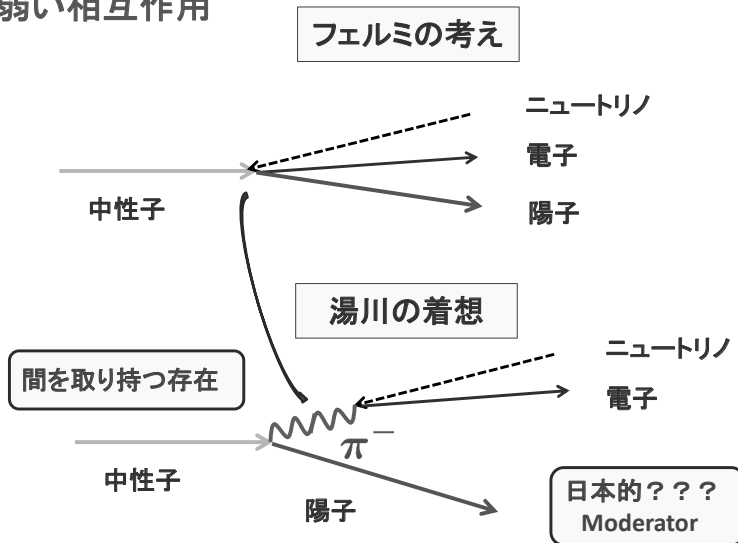 弱い相互作用
フェルミの考え
ニュートリノ
電子
陽子
中性子
湯川の着想
間を取り持つ存在
ニュートリノ
電子
π⁻
中性子
陽子
日本的？？？
Moderator